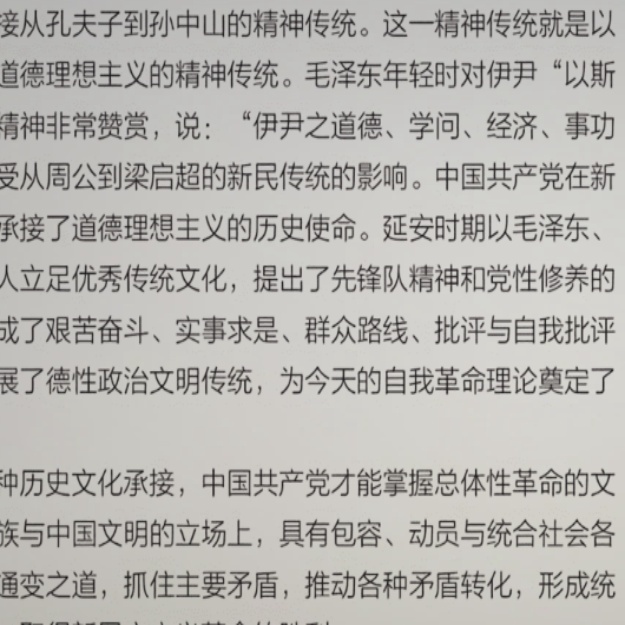 接从孔夫子到孙中山的精神传统。这一精神传统就是以
道德理想主义的精神传统。毛泽东年轻时对伊尹“以斯
精神非常赞赏，说：“伊尹之道德、学问、经济、事功
受从周公到梁启超的新民传统的影响。中国共产党在新
承接了道德理想主义的历史使命。延安时期以毛泽东、
人立足优秀传统文化，提出了先锋队精神和党性修养的
成了艰苦奋斗、实事求是、群众路线、批评与自我批评
展了德性政治文明传统，为今天的自我革命理论奠定了
种历史文化承接，中国共产党才能掌握总体性革命的文
族与中国文明的立场上，具有包容、动员与统合社会各
通变之道，抓住主要矛盾，推动各种矛盾转化，形成统